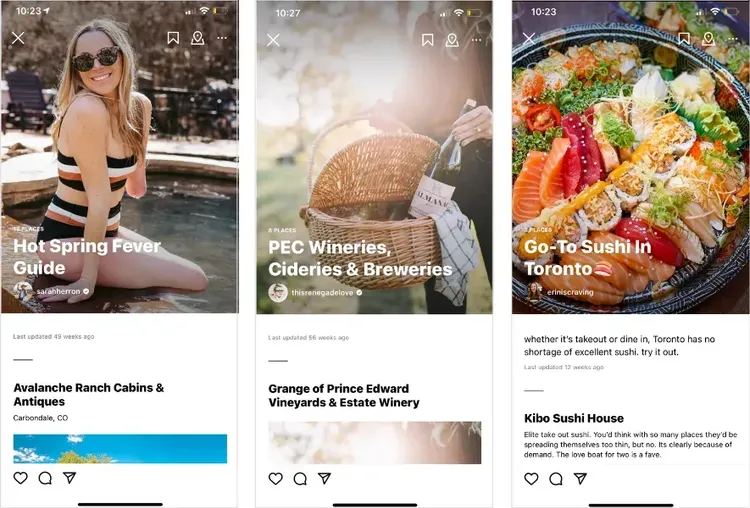 10:23
12 PLACES
Hot Spring Fever
Guide
sarahherron
Last updated 49 weeks ago
Avalanche Ranch Cabins &
Antiques
Carbondale, CO
10:27
ALMANAC
8 PLACES
PEC Wineries,
Cideries & Breweries
thisrenegadelove
Last updated 56 weeks ago
Grange of Prince Edward
Vineyards & Estate Winery
10:23
PLACES
Go-To Sushi In
Toronto🍣
eriniscraving
whether it's takeout or dine in, Toronto has no
shortage of excellent sushi. try it out.
Last updated 12 weeks ago
Kibo Sushi House
Elite take out sushi. You'd think with so many places they'd be
spreading themselves too thin, but no. Its clearly because of
demand. The love boat for two is a fave.